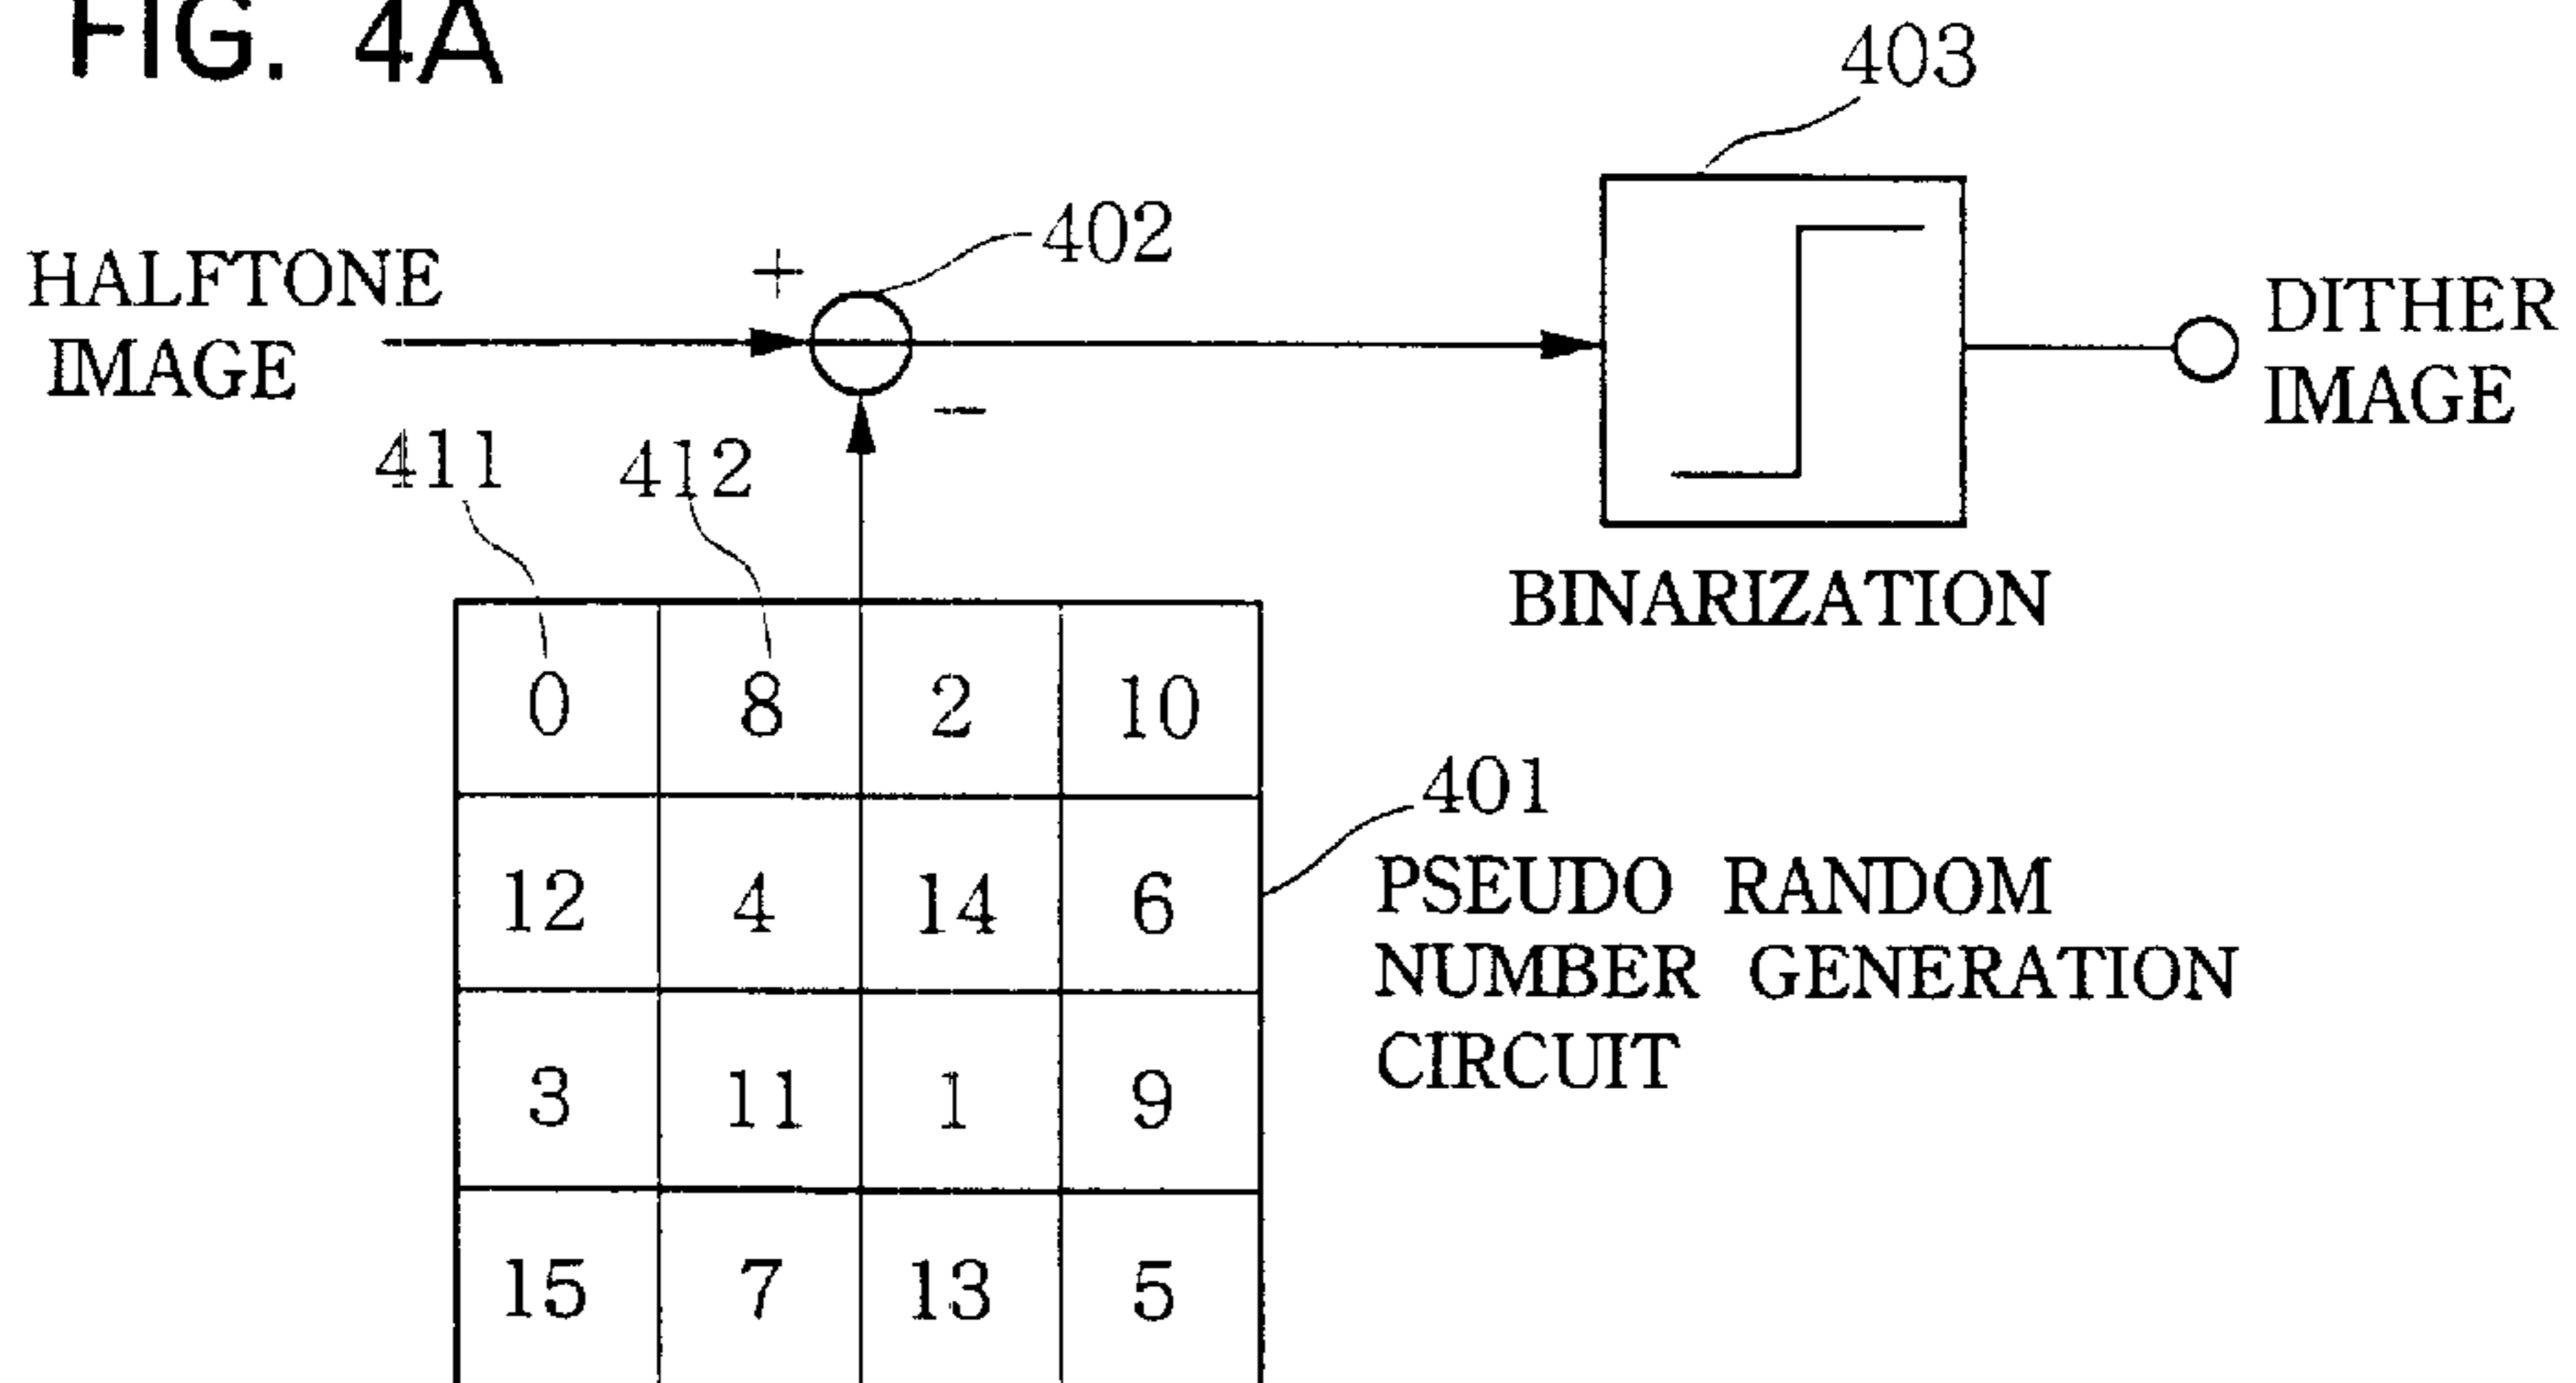 FIG. 4A
403
402
+
HALFTONE
IMAGE
DITHER
IMAGE
−
411
412
BINARIZATION
0 8 2 10
401
12 4 14 6
PSEUDO RANDOM
NUMBER GENERATION
CIRCUIT
3 11 1 9
15 7 13 5